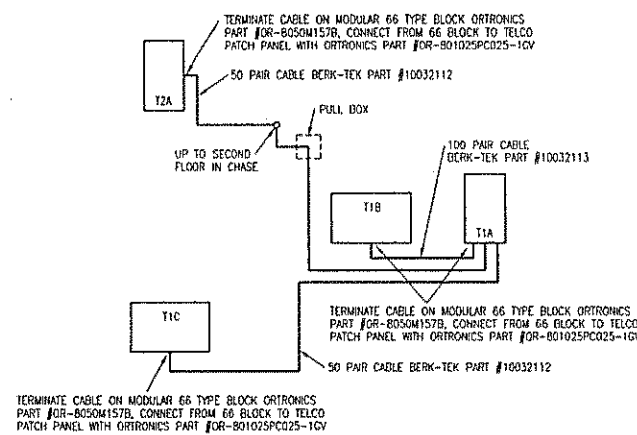 TERMINATE CABLE ON MODULAR 66 TYPE BLOCK ORTRONICS
PART #OR-8050M157B, CONNECT FROM 66 BLOCK TO TELCO
PATCH PANEL WITH ORTRONICS PART #OR-801025PC025-1GV
50 PAIR CABLE BERK-TEK PART #10032112
T2A
PULL BOX
UP TO SECOND
FLOOR IN CHASE
100 PAIR CABLE
BERK-TEK PART #10032113
T1B
T1A
TERMINATE CABLE ON MODULAR 66 TYPE BLOCK ORTRONICS
PART #OR-8050M157B, CONNECT FROM 66 BLOCK TO TELCO
PATCH PANEL WITH ORTRONICS PART #OR-801025PC025-1GV
T1C
50 PAIR CABLE BERK-TEK PART #10032112
TERMINATE CABLE ON MODULAR 66 TYPE BLOCK ORTRONICS
PART #OR-8050M157B, CONNECT FROM 66 BLOCK TO TELCO
PATCH PANEL WITH ORTRONICS PART #OR-801025PC025-1GV